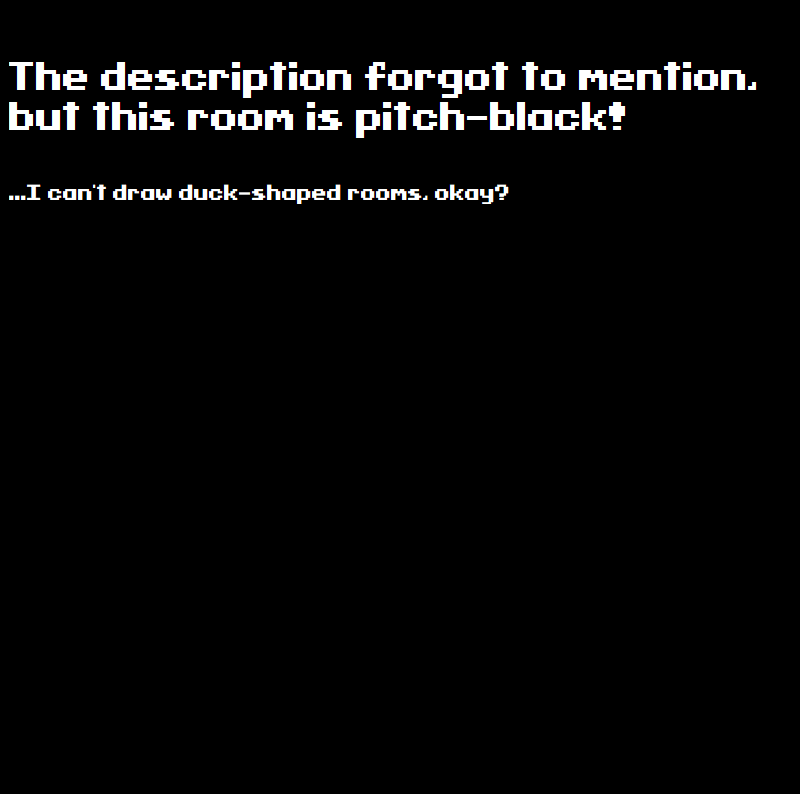 The description forgot to mention,
but this room is pitch-black!
...I can't draw duck-shaped rooms, okay?